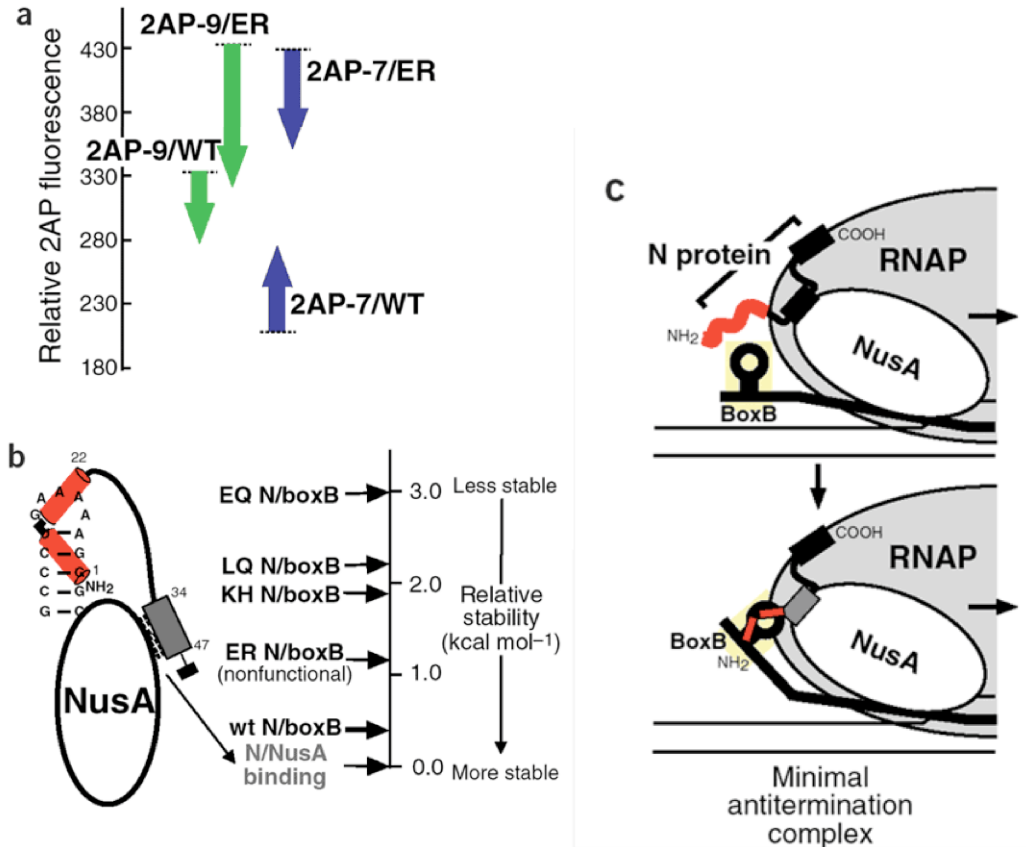 a
Relative 2AP fluorescence
430
380
330
280
230
180
2AP-9/ER
2AP-7/ER
2AP-9/WT
2AP-7/WT
b
22
A A A
A
G A
A
C G
C G 1
NH2
C G
G C
34
47
NusA
EQ N/boxB
LQ N/boxB
KH N/boxB
ER N/boxB
(nonfunctional)
wt N/boxB
N/NusA
binding
3.0
2.0
1.0
0.0
Less stable
Relative
stability
(kcal mol–1)
More stable
c
N protein
COOH
RNAP
NH2
NusA
BoxB
COOH
RNAP
BoxB
NH2
NusA
Minimal
antitermination
complex